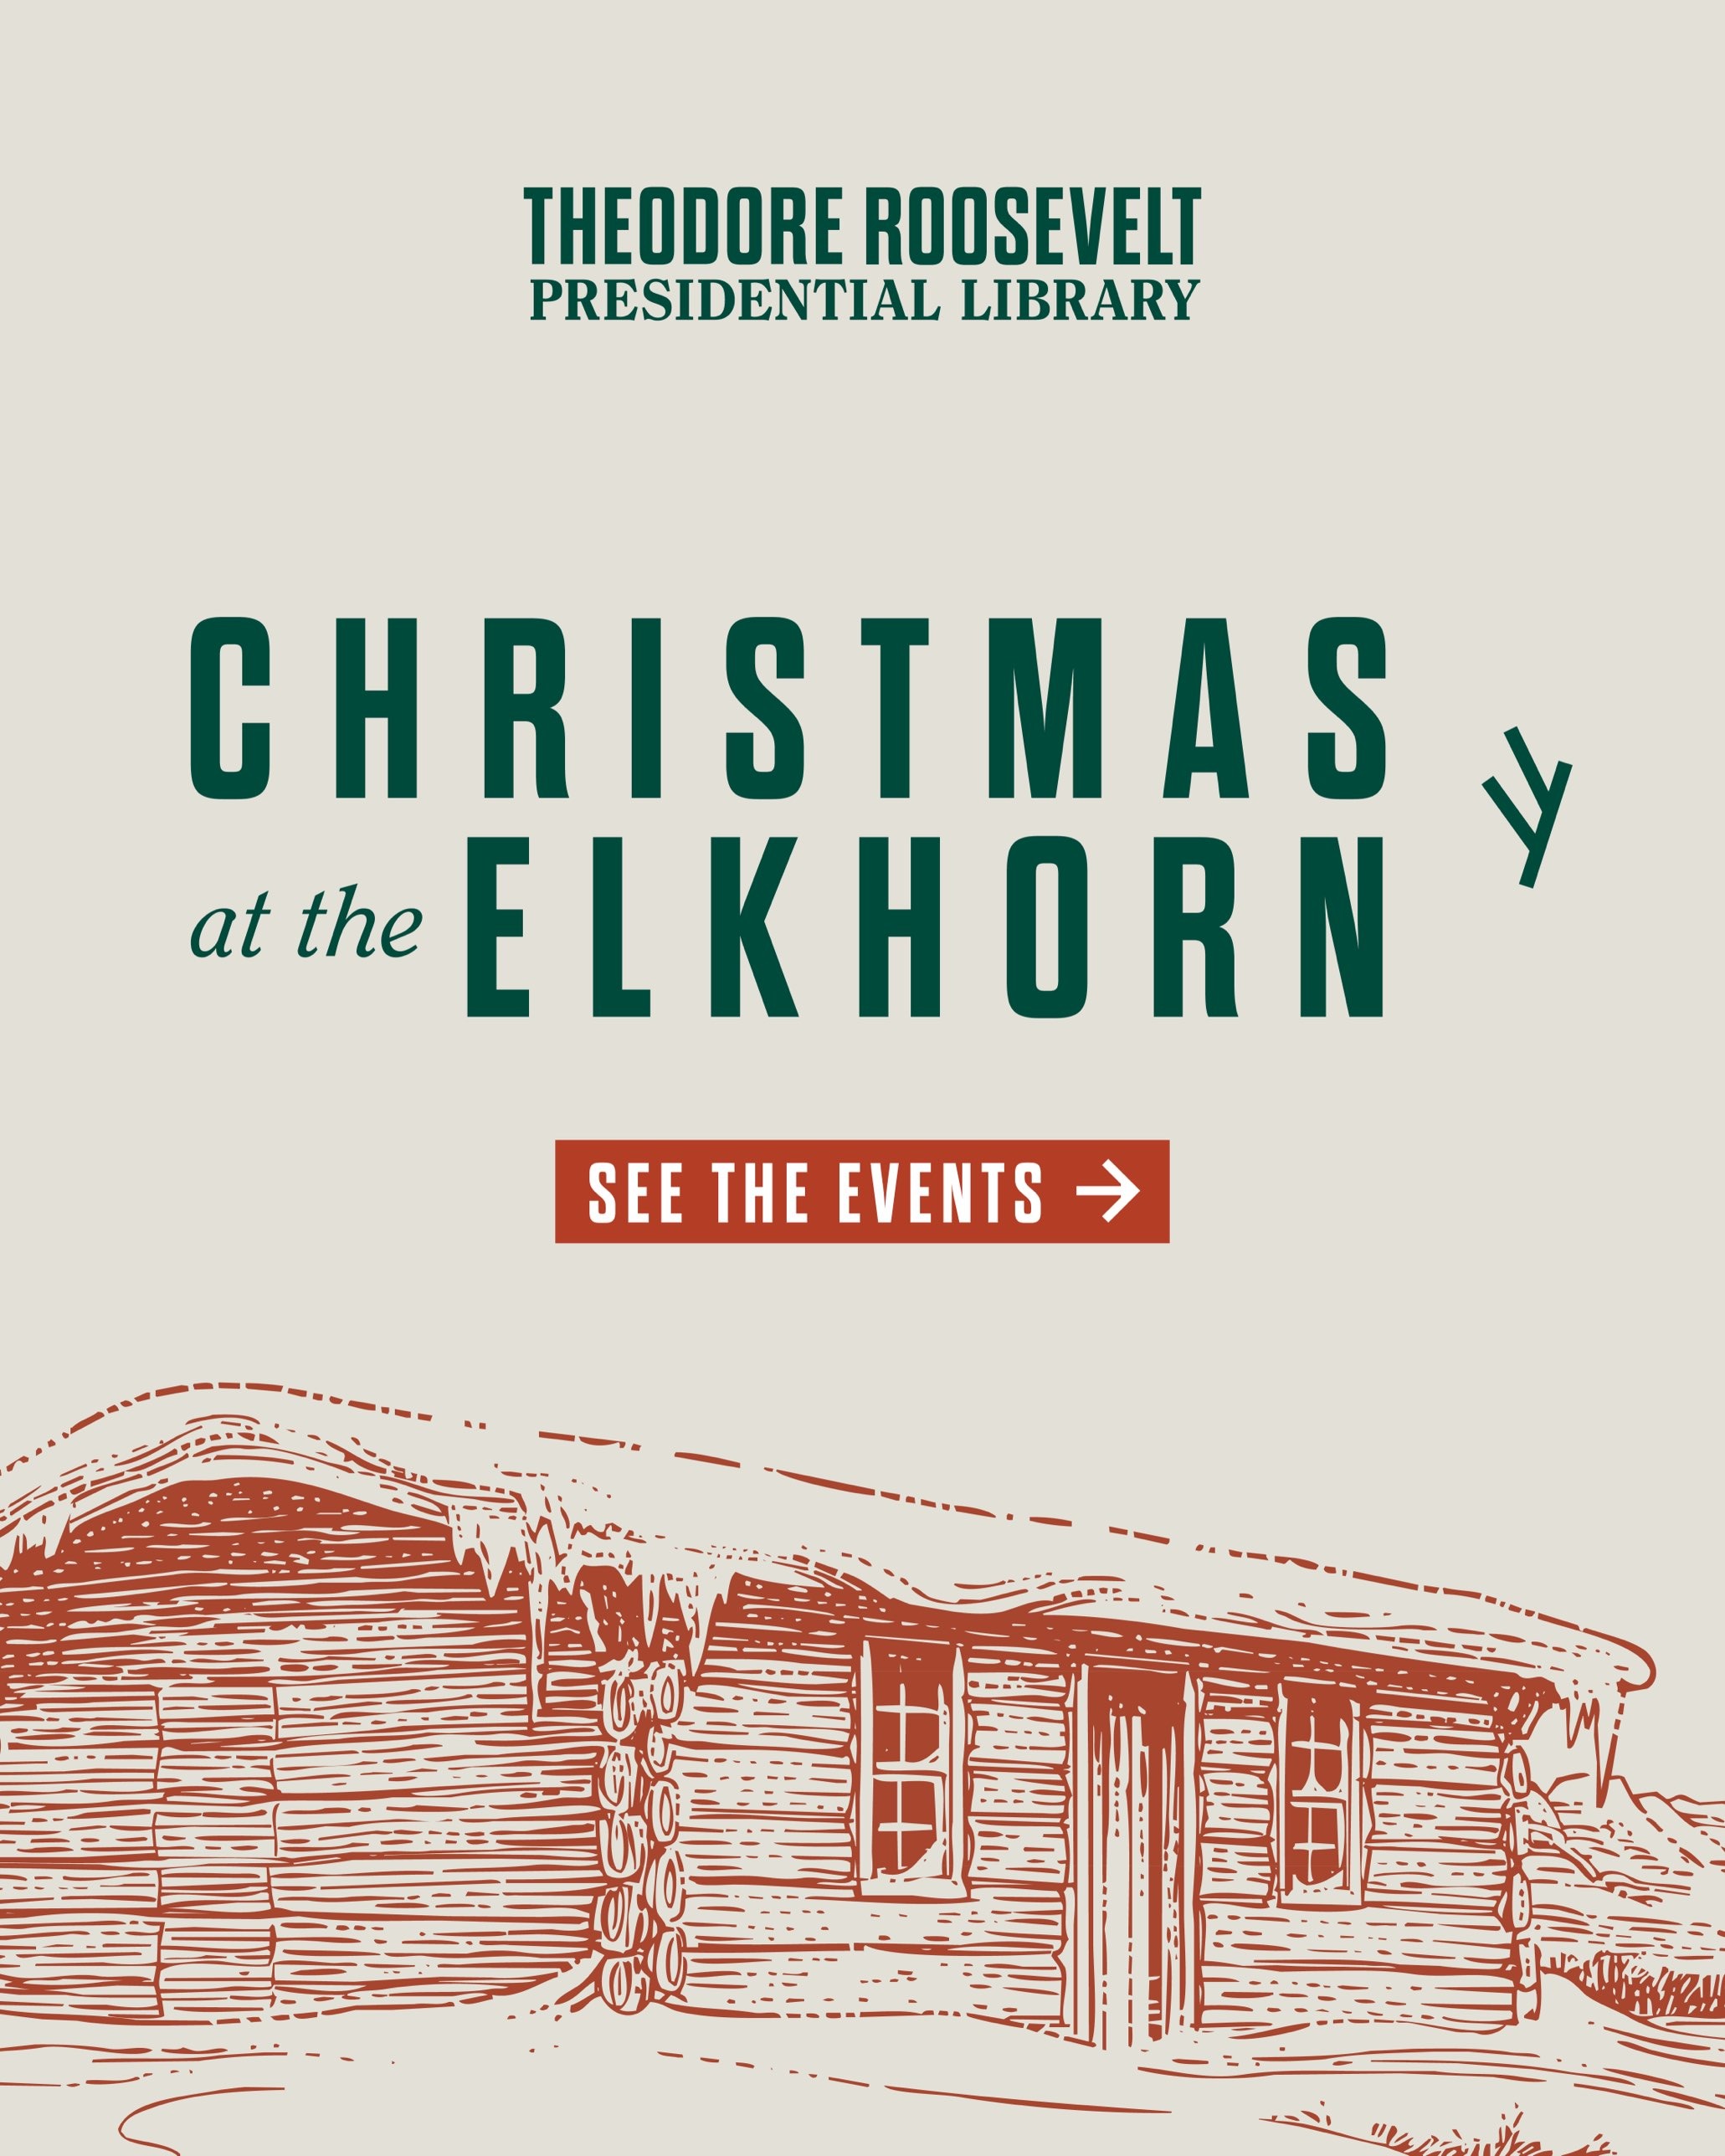 THEODORE ROOSEVELT
PRESIDENTIAL LIBRARY
CHRISTMAS
at the ELKHORN
SEE THE EVENTS →